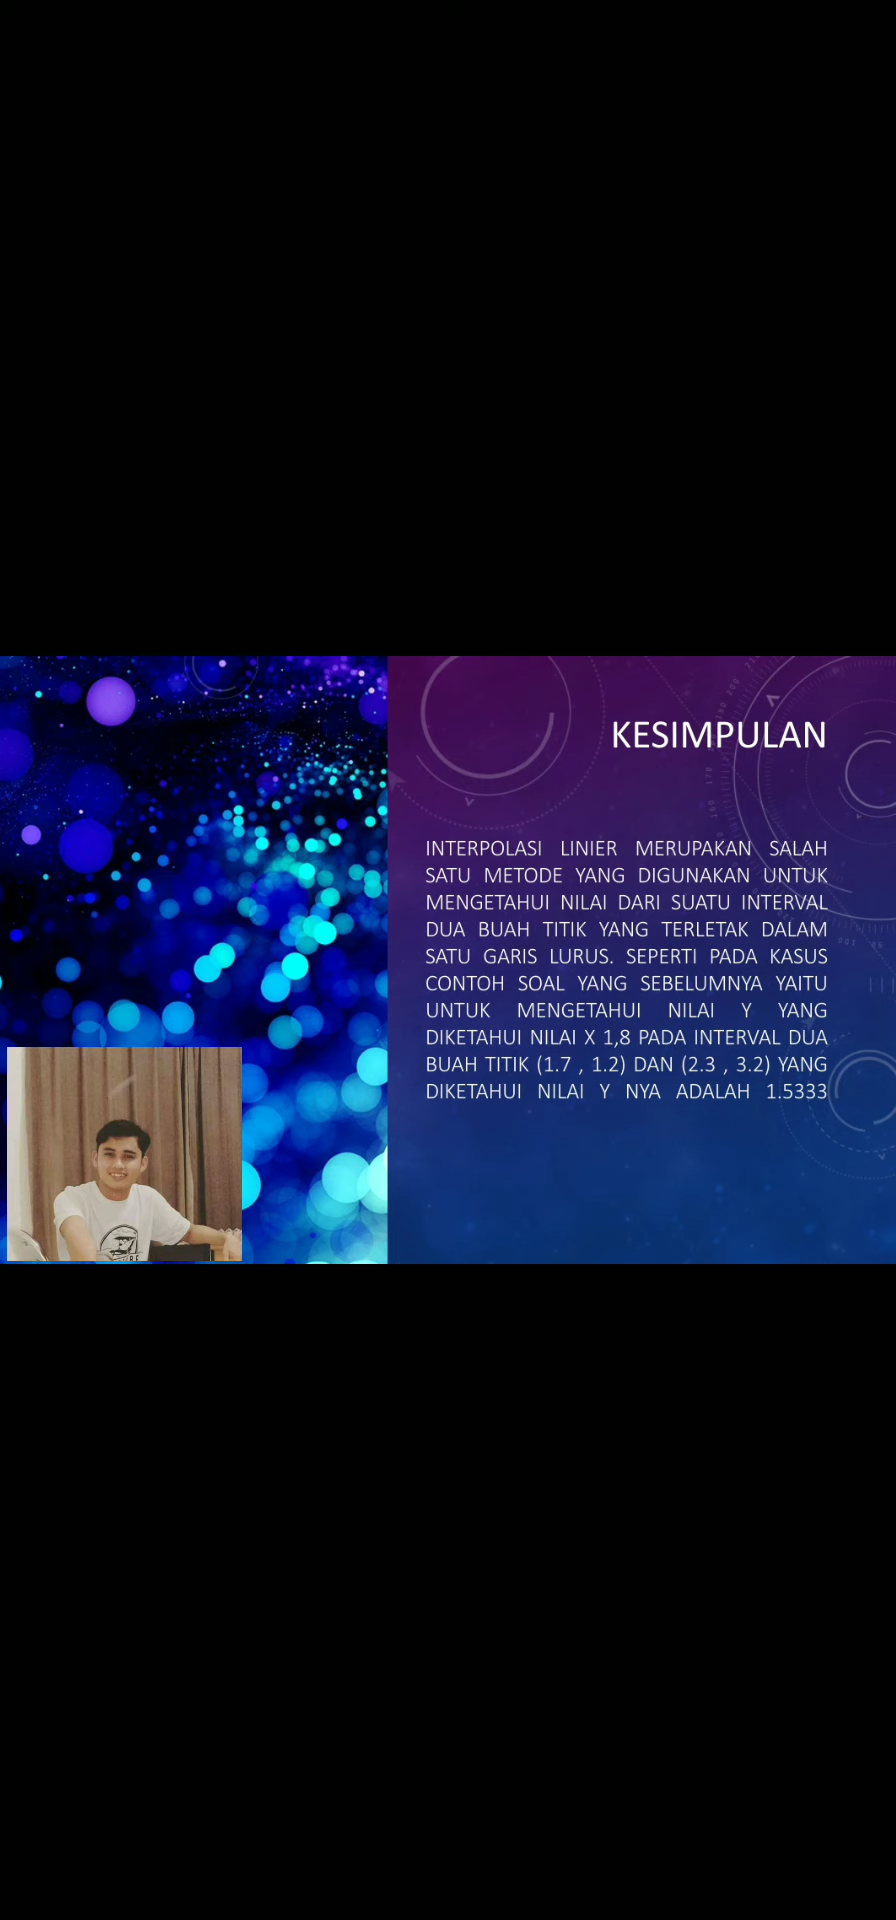 KESIMPULAN
INTERPOLASI LINIER MERUPAKAN SALAH
SATU METODE YANG DIGUNAKAN UNTUK
MENGETAHUI NILAI DARI SUATU INTERVAL
DUA BUAH TITIK YANG TERLETAK DALAM
SATU GARIS LURUS. SEPERTI PADA KASUS
CONTOH SOAL YANG SEBELUMNYA YAITU
UNTUK MENGETAHUI NILAI Y YANG
DIKETAHUI NILAI X 1,8 PADA INTERVAL DUA
BUAH TITIK (1.7 , 1.2) DAN (2.3 , 3.2) YANG
DIKETAHUI NILAI Y NYA ADALAH 1.5333